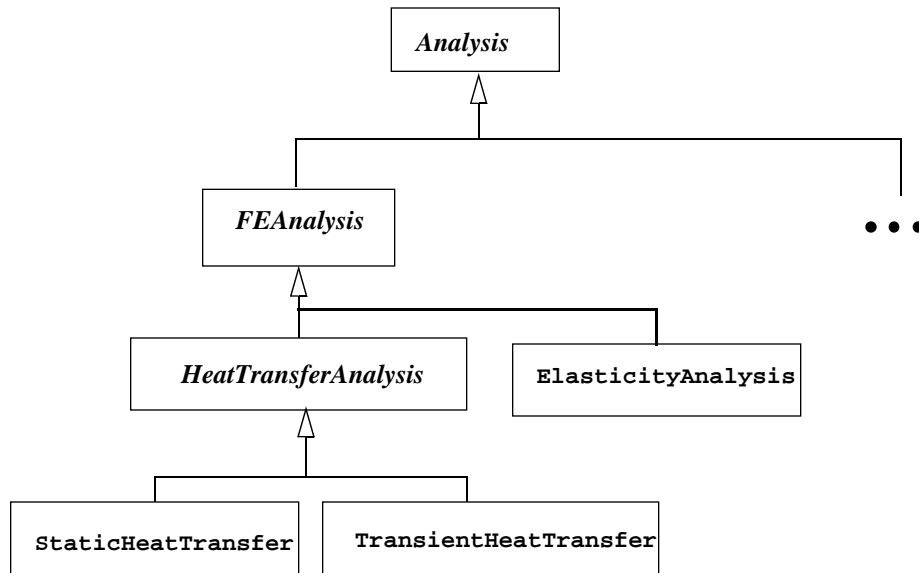 Analysis
FEAnalysis
• • •
HeatTransferAnalysis
ElasticityAnalysis
StaticHeatTransfer
TransientHeatTransfer